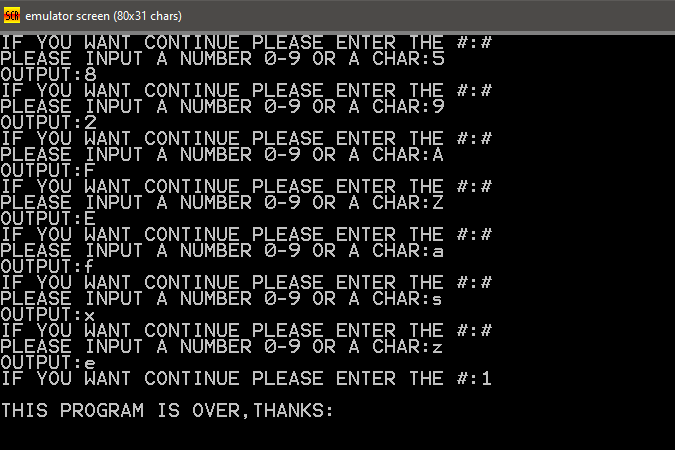 SCR emulator screen (80x31 chars)
IF YOU WANT CONTINUE PLEASE ENTER THE #:#
PLEASE INPUT A NUMBER 0-9 OR A CHAR:5
OUTPUT:8
IF YOU WANT CONTINUE PLEASE ENTER THE #:#
PLEASE INPUT A NUMBER 0-9 OR A CHAR:9
OUTPUT:2
IF YOU WANT CONTINUE PLEASE ENTER THE #:#
PLEASE INPUT A NUMBER 0-9 OR A CHAR:A
OUTPUT:F
IF YOU WANT CONTINUE PLEASE ENTER THE #:#
PLEASE INPUT A NUMBER 0-9 OR A CHAR:Z
OUTPUT:E
IF YOU WANT CONTINUE PLEASE ENTER THE #:#
PLEASE INPUT A NUMBER 0-9 OR A CHAR:a
OUTPUT:f
IF YOU WANT CONTINUE PLEASE ENTER THE #:#
PLEASE INPUT A NUMBER 0-9 OR A CHAR:s
OUTPUT:x
IF YOU WANT CONTINUE PLEASE ENTER THE #:#
PLEASE INPUT A NUMBER 0-9 OR A CHAR:z
OUTPUT:e
IF YOU WANT CONTINUE PLEASE ENTER THE #:1
THIS PROGRAM IS OVER,THANKS: